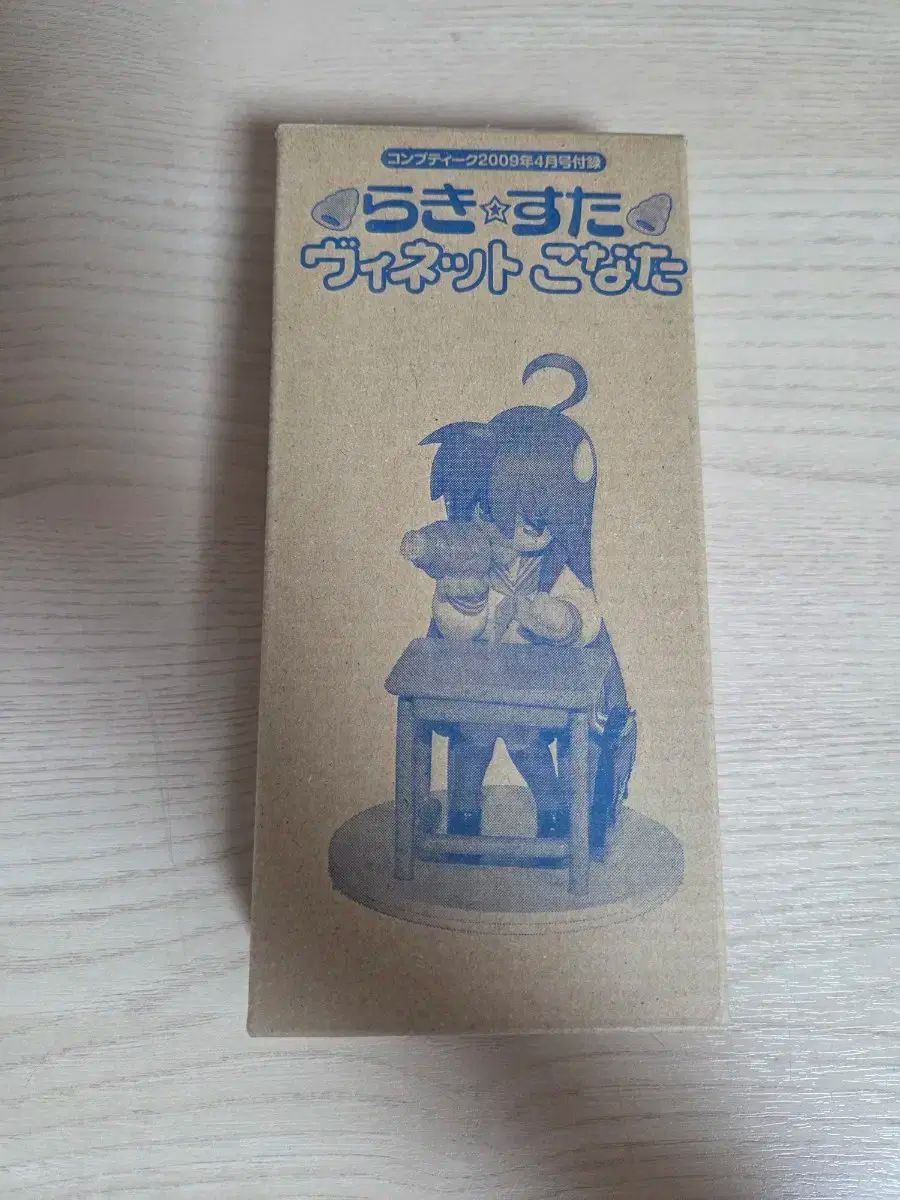 コンプティーク2009年4月号付録
らき☆すた
ヴィネット こなた